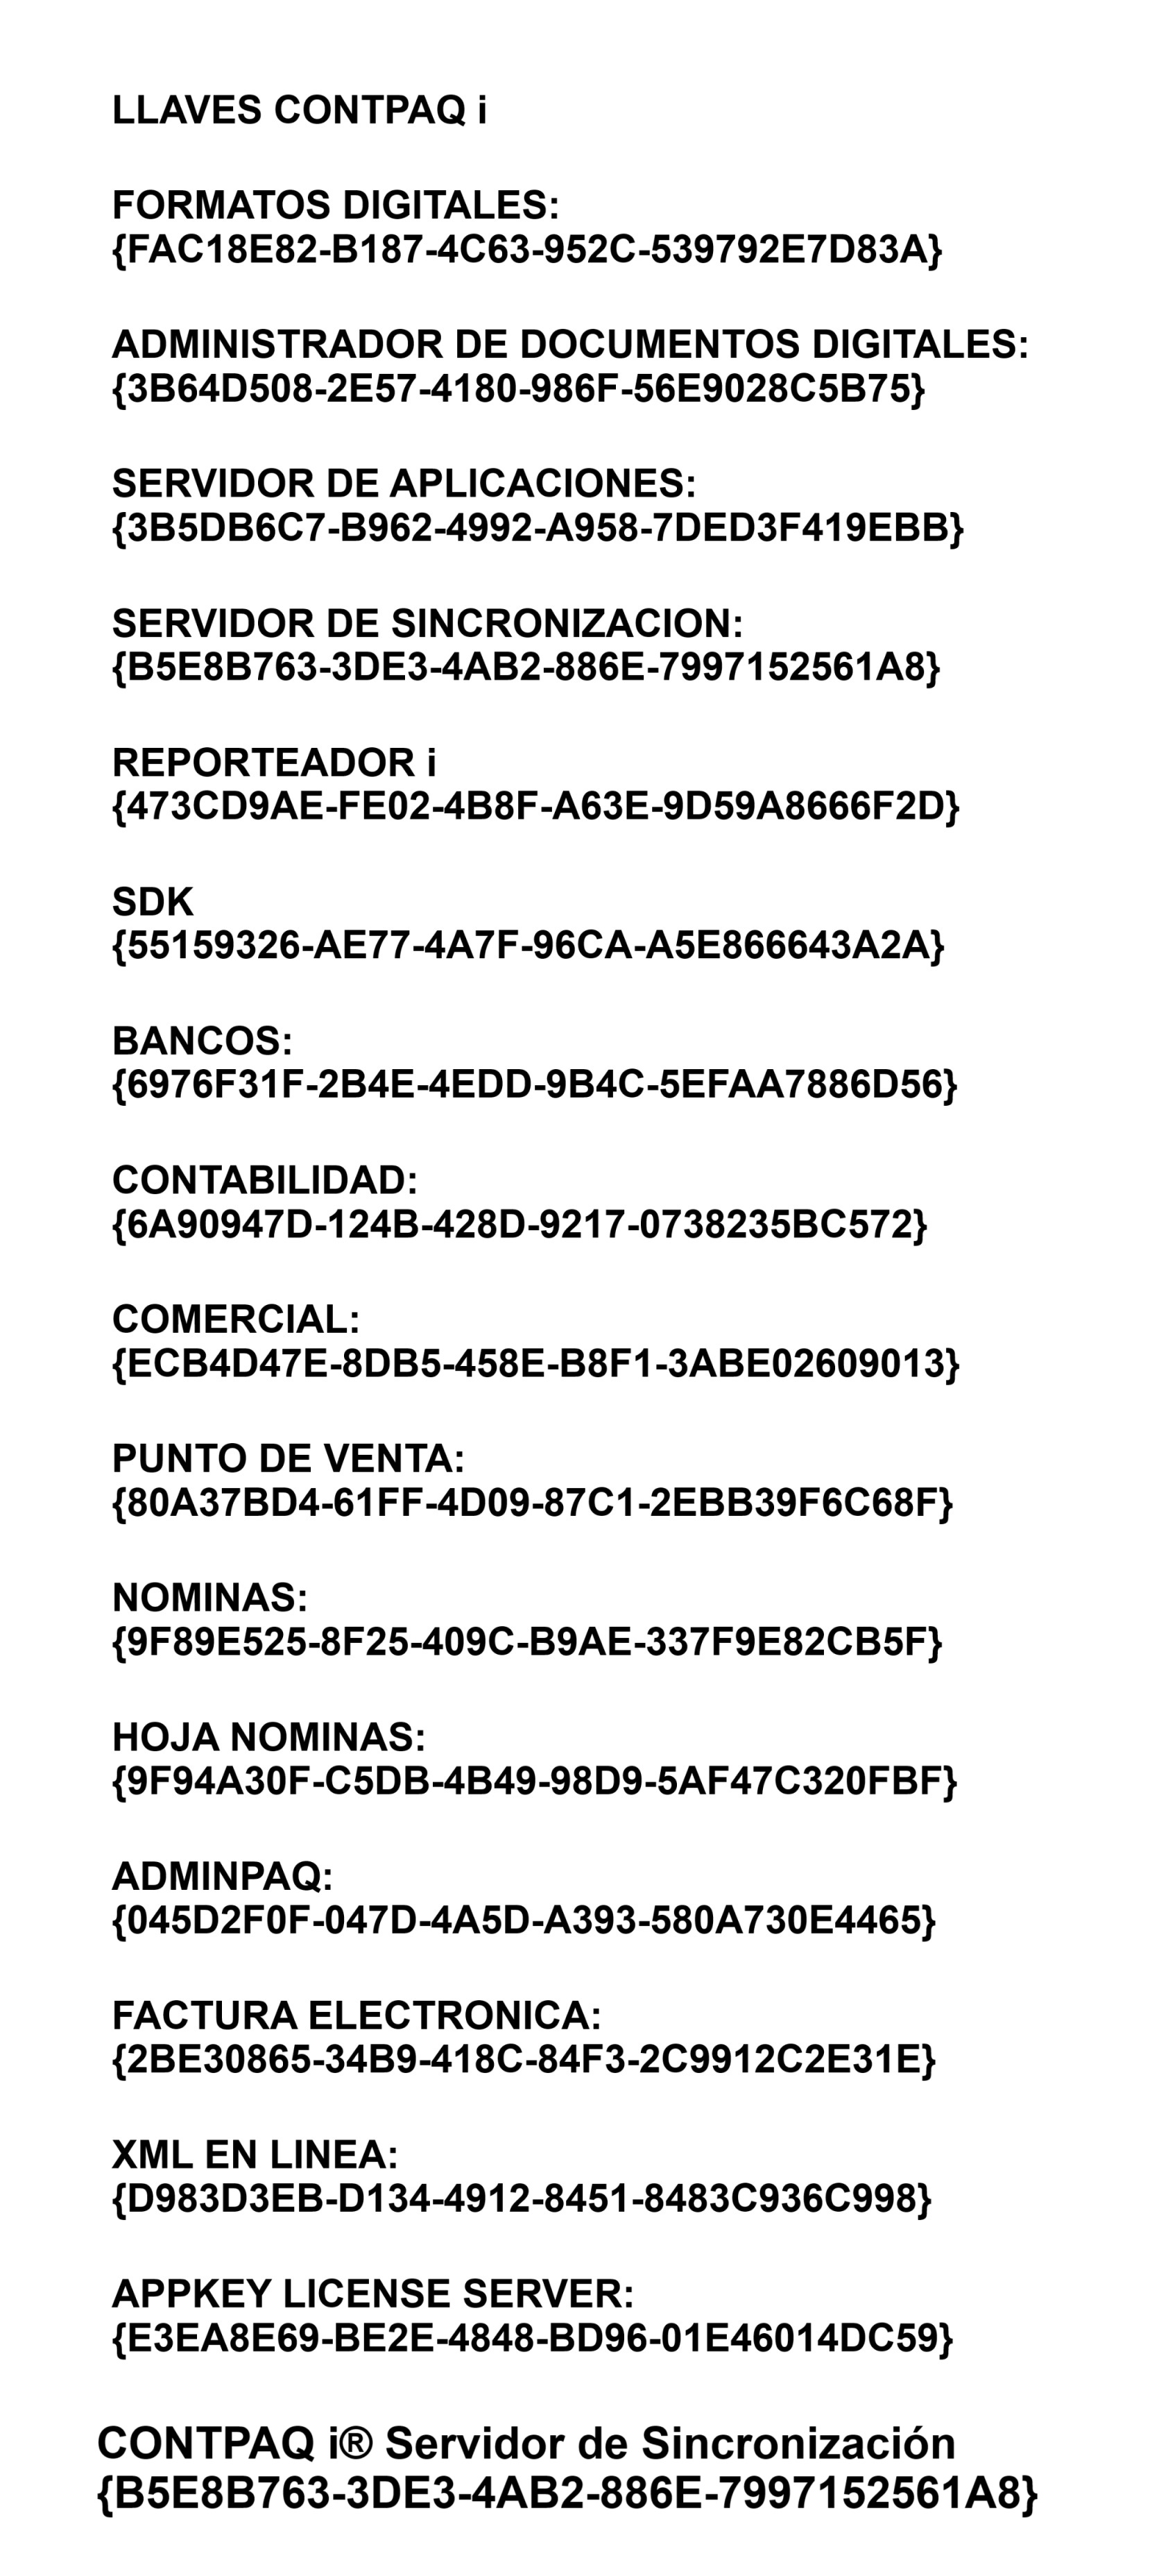 LLAVES CONTPAQ i
FORMATOS DIGITALES:
{FAC18E82-B187-4C63-952C-539792E7D83A}
ADMINISTRADOR DE DOCUMENTOS DIGITALES:
{3B64D508-2E57-4180-986F-56E9028C5B75}
SERVIDOR DE APLICACIONES:
{3B5DB6C7-B962-4992-A958-7DED3F419EBB}
SERVIDOR DE SINCRONIZACION:
{B5E8B763-3DE3-4AB2-886E-7997152561A8}
REPORTEADOR i
{473CD9AE-FE02-4B8F-A63E-9D59A8666F2D}
SDK
{55159326-AE77-4A7F-96CA-A5E866643A2A}
BANCOS:
{6976F31F-2B4E-4EDD-9B4C-5EFAA7886D56}
CONTABILIDAD:
{6A90947D-124B-428D-9217-0738235BC572}
COMERCIAL:
{ECB4D47E-8DB5-458E-B8F1-3ABE02609013}
PUNTO DE VENTA:
{80A37BD4-61FF-4D09-87C1-2EBB39F6C68F}
NOMINAS:
{9F89E525-8F25-409C-B9AE-337F9E82CB5F}
HOJA NOMINAS:
{9F94A30F-C5DB-4B49-98D9-5AF47C320FBF}
ADMINPAQ:
{045D2F0F-047D-4A5D-A393-580A730E4465}
FACTURA ELECTRONICA:
{2BE30865-34B9-418C-84F3-2C9912C2E31E}
XML EN LINEA:
{D983D3EB-D134-4912-8451-8483C936C998}
APPKEY LICENSE SERVER:
{E3EA8E69-BE2E-4848-BD96-01E46014DC59}
CONTPAQ i® Servidor de Sincronización
{B5E8B763-3DE3-4AB2-886E-7997152561A8}